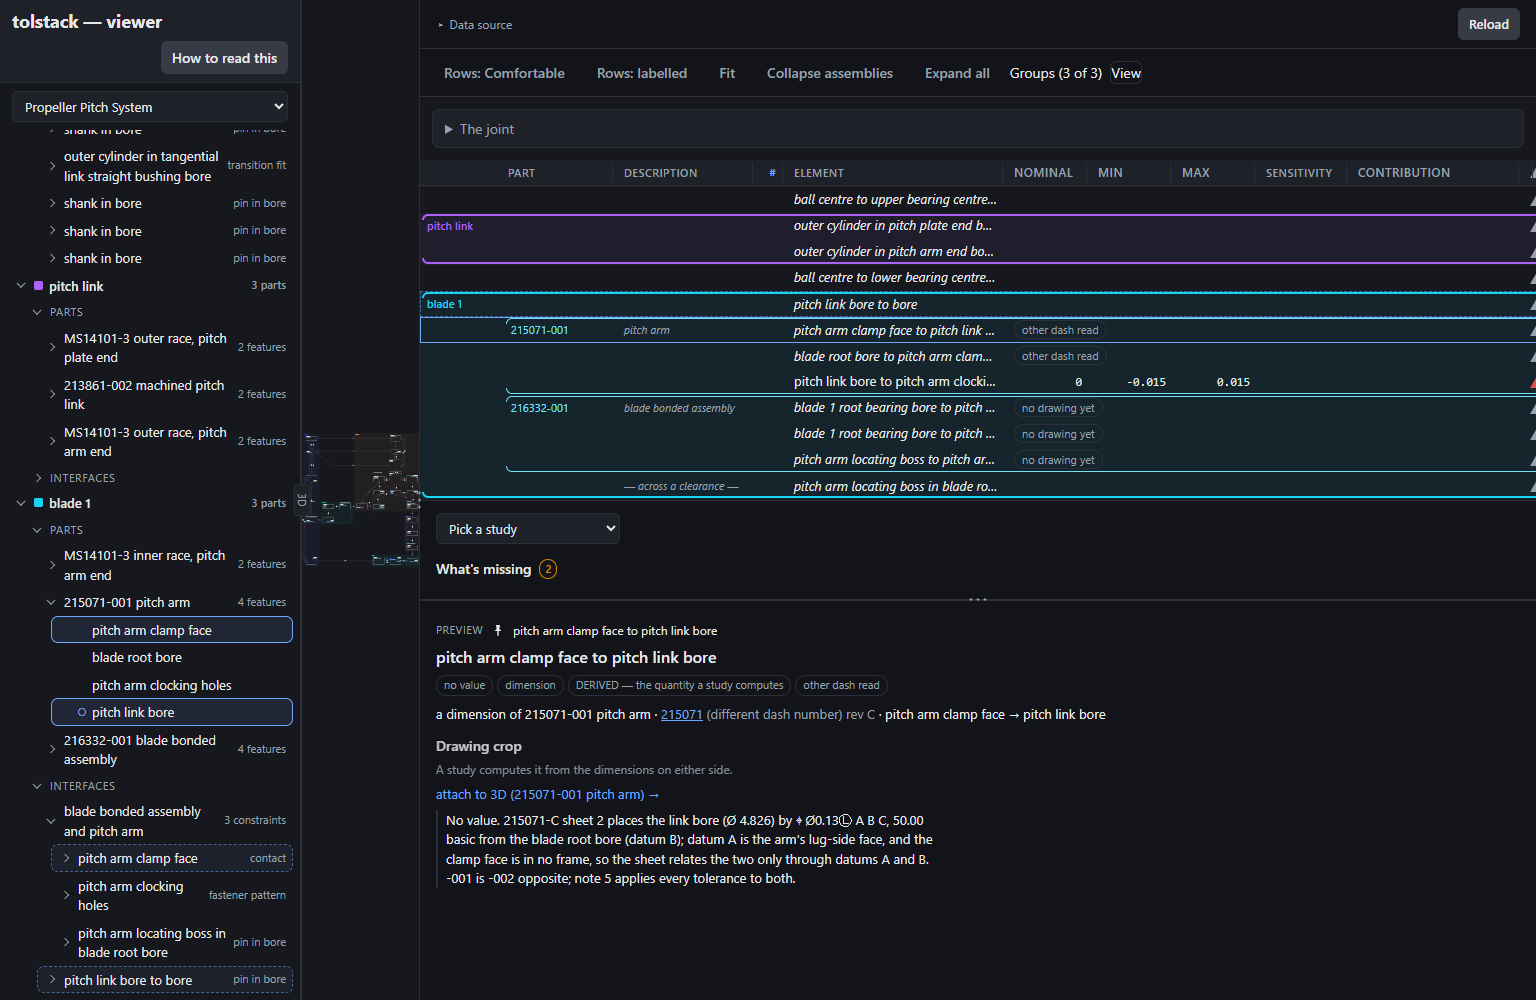 tolstack — viewer
How to read this
Propeller Pitch System
shank in bore pin in bore
outer cylinder in tangential
link straight bushing bore transition fit
shank in bore pin in bore
shank in bore pin in bore
shank in bore pin in bore
pitch link 3 parts
PARTS
MS14101-3 outer race, pitch
plate end 2 features
213861-002 machined pitch
link 2 features
MS14101-3 outer race, pitch
arm end 2 features
INTERFACES
blade 1 3 parts
PARTS
MS14101-3 inner race, pitch
arm end 2 features
215071-001 pitch arm 4 features
pitch arm clamp face
blade root bore
pitch arm clocking holes
pitch link bore
216332-001 blade bonded
assembly 4 features
INTERFACES
blade bonded assembly
and pitch arm 3 constraints
pitch arm clamp face contact
pitch arm clocking
holes fastener pattern
pitch arm locating boss in
blade root bore pin in bore
pitch link bore to bore pin in bore
3D
Data source Reload
Rows: Comfortable Rows: labelled Fit Collapse assemblies Expand all Groups (3 of 3) View
The joint
PART DESCRIPTION # ELEMENT NOMINAL MIN MAX SENSITIVITY CONTRIBUTION
ball centre to upper bearing centre...
pitch link outer cylinder in pitch plate end b...
outer cylinder in pitch arm end bo...
ball centre to lower bearing centre...
blade 1 pitch link bore to bore
215071-001 pitch arm pitch arm clamp face to pitch link ... other dash read
blade root bore to pitch arm clam... other dash read
pitch link bore to pitch arm clocki... 0 -0.015 0.015
216332-001 blade bonded assembly blade 1 root bearing bore to pitch ... no drawing yet
blade 1 root bearing bore to pitch ... no drawing yet
pitch arm locating boss to pitch ar... no drawing yet
— across a clearance — pitch arm locating boss in blade ro...
Pick a study
What's missing 2
PREVIEW pitch arm clamp face to pitch link bore
pitch arm clamp face to pitch link bore
no value dimension DERIVED — the quantity a study computes other dash read
a dimension of 215071-001 pitch arm · 215071 (different dash number) rev C · pitch arm clamp face → pitch link bore
Drawing crop
A study computes it from the dimensions on either side.
attach to 3D (215071-001 pitch arm) →
No value. 215071-C sheet 2 places the link bore (Ø 4.826) by ⌖ Ø0.13Ⓛ A B C, 50.00
basic from the blade root bore (datum B); datum A is the arm's lug-side face, and the
clamp face is in no frame, so the sheet relates the two only through datums A and B.
-001 is -002 opposite; note 5 applies every tolerance to both.